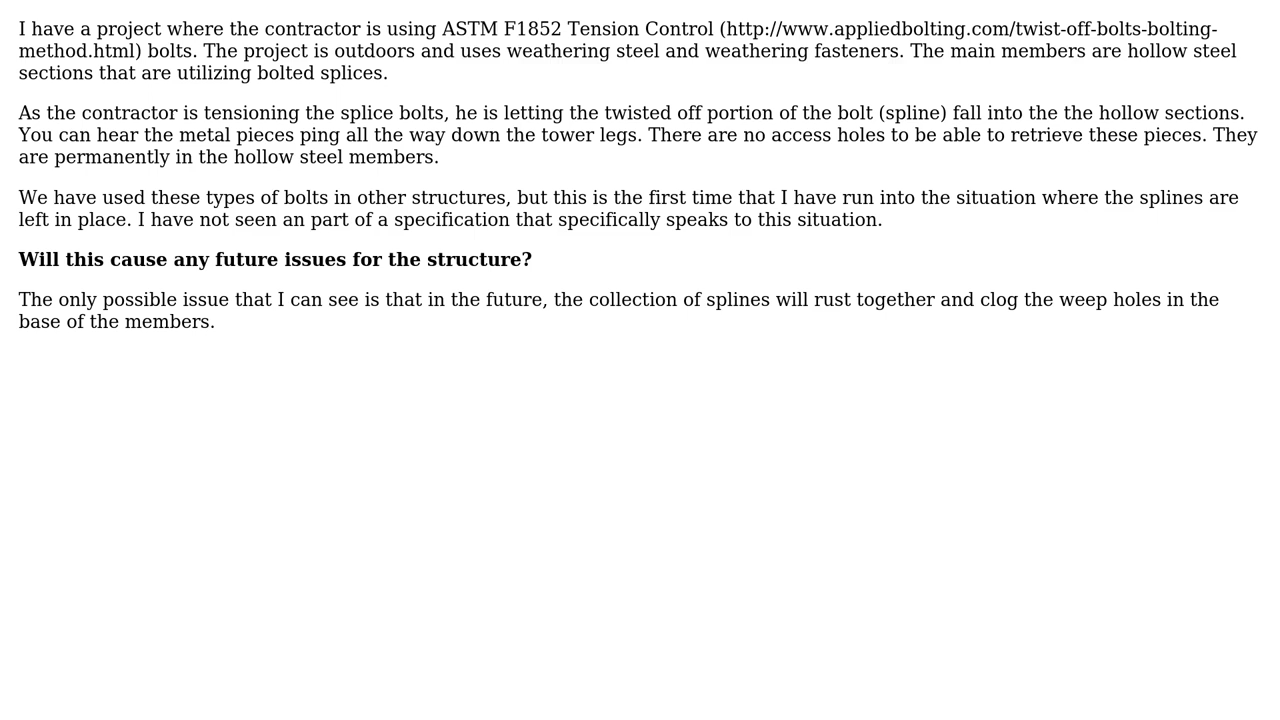 I have a project where the contractor is using ASTM F1852 Tension Control (http://www.appliedbolting.com/twist-off-bolts-bolting-
method.html) bolts. The project is outdoors and uses weathering steel and weathering fasteners. The main members are hollow steel
sections that are utilizing bolted splices.
As the contractor is tensioning the splice bolts, he is letting the twisted off portion of the bolt (spline) fall into the the hollow sections.
You can hear the metal pieces ping all the way down the tower legs. There are no access holes to be able to retrieve these pieces. They
are permanently in the hollow steel members.
We have used these types of bolts in other structures, but this is the first time that I have run into the situation where the splines are
left in place. I have not seen an part of a specification that specifically speaks to this situation.
Will this cause any future issues for the structure?
The only possible issue that I can see is that in the future, the collection of splines will rust together and clog the weep holes in the
base of the members.